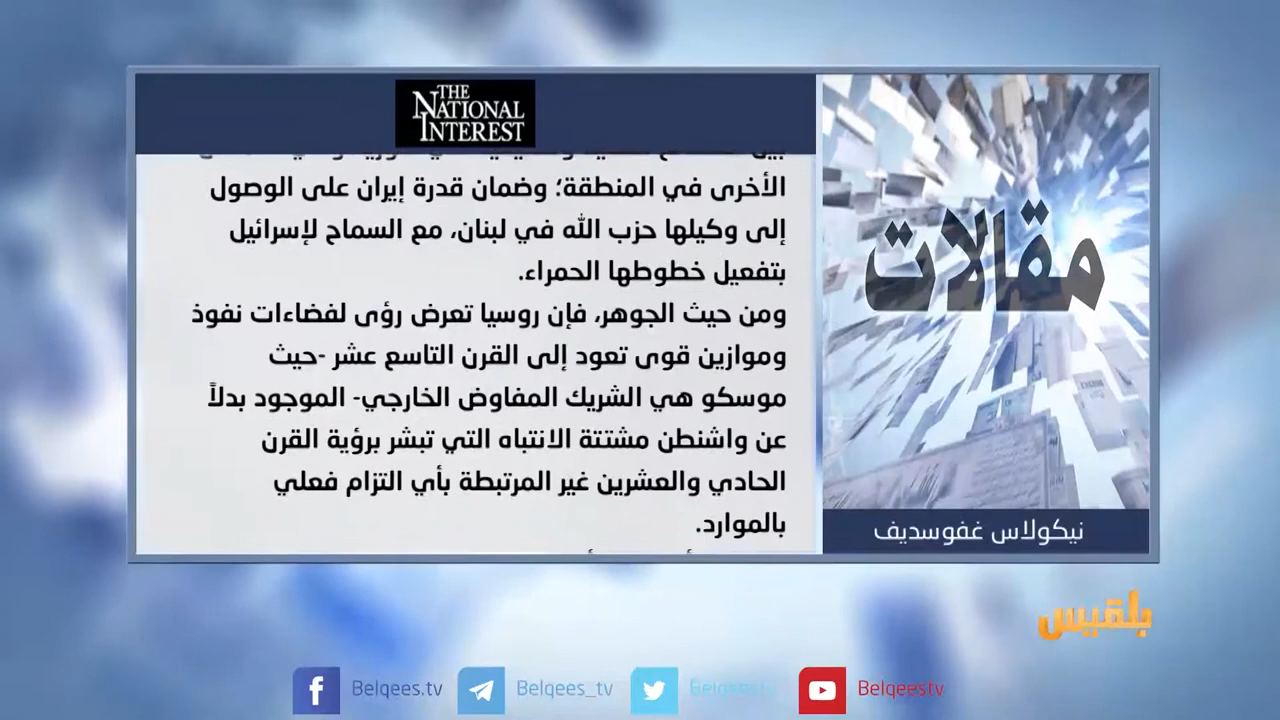 THE
NATIONAL
INTEREST
الأخرى في المنطقة؛ وضمان قدرة إيران على الوصول
إلى وكيلها حزب الله في لبنان، مع السماح لإسرائيل
بتفعيل خطوطها الحمراء.
ومن حيث الجوهر، فإن روسيا تعرض رؤى لفضاءات نفوذ
وموازين قوى تعود إلى القرن التاسع عشر -حيث
موسكو هي الشريك المفاوض الخارجي- الموجود بدلاً
عن واشنطن مشتتة الانتباه التي تبشر برؤية القرن
الحادي والعشرين غير المرتبطة بأي التزام فعلي
بالموارد.
مقالات
نيكولاس غفوسديف
بلقيس
Belqees.tv
Belqees_tv
Belqeestv
Belqeestv